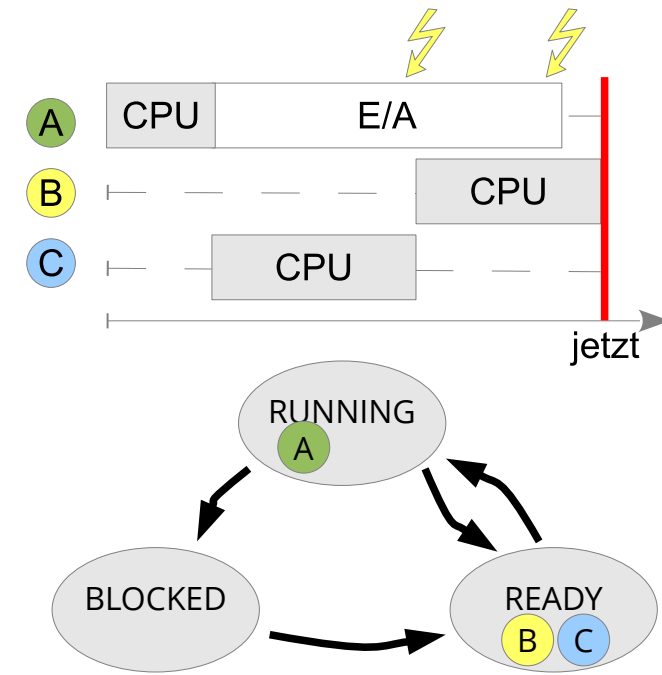 A CPU E/A
B CPU
C CPU
jetzt
RUNNING
A
BLOCKED
READY
B C